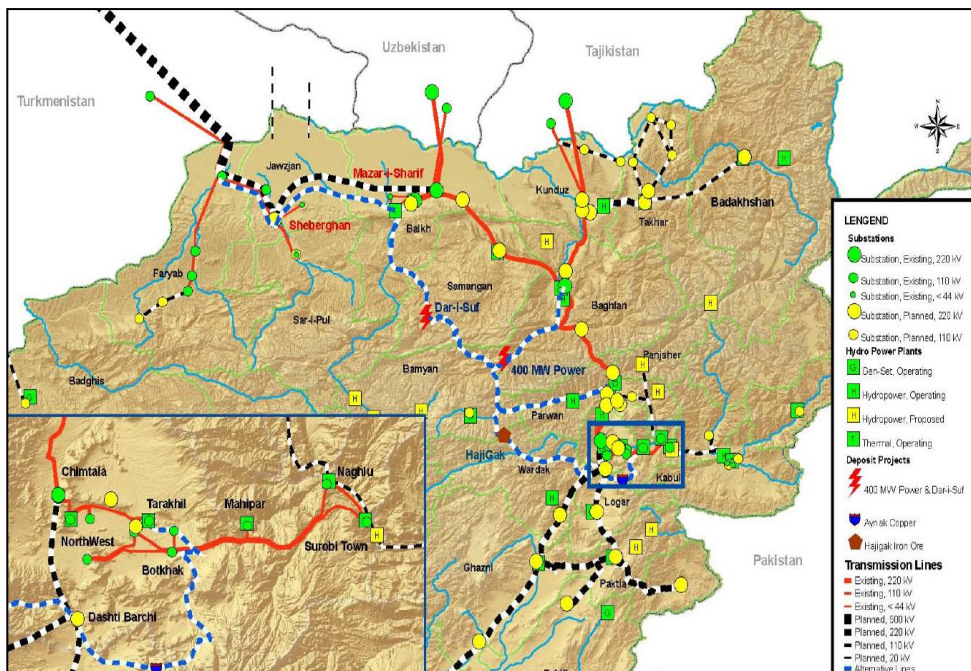 Uzbekistan
Tajikistan
Turkmenistan
N
W
E
S
Jawzjan
Mazar-i-Sharif
Kunduz
Badakhshan
Takhar
Sheberghan
Balkh
Faryab
Samangan
Baghlan
Sar-i-Pul
Dar-i-Suf
Badghis
Bamyan
400 MW Power
Panjsher
Parwan
HajiGak
Wardak
Kabul
Logar
Ghazni
Paktia
Pakistan
Chimtala
Naghlu
Tarakhil
Mahipar
NorthWest
Surobi Town
Botkhak
Dashti Barchi
LENGEND
Substations
Substation, Existing, 220 kV
Substation, Existing, 110 kV
Substation, Existing, < 44 kV
Substation, Planned, 220 kV
Substation, Planned, 110 kV
Hydro Power Plants
G Gen-Set, Operating
H Hydropower, Operating
H Hydropower, Proposed
T Thermal, Operating
Deposit Projects
400 MW Power & Dar-i-Suf
Aynak Copper
Hajigak Iron Ore
Transmission Lines
Existing, 220 kV
Existing, 110 kV
Existing, < 44 kV
Planned, 500 kV
Planned, 220 kV
Planned, 110 kV
Planned, 20 kV
Alternative Lines